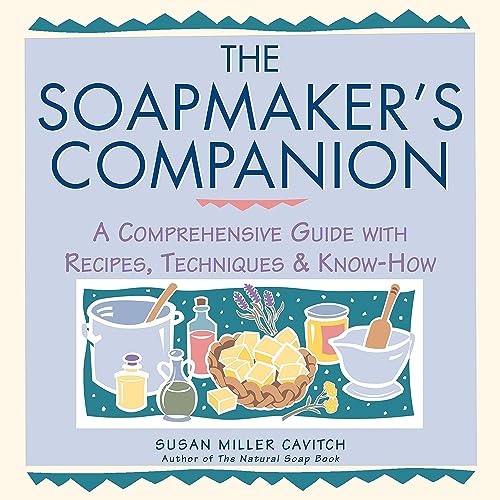 THE
SOAPMAKER'S
COMPANION
A COMPREHENSIVE GUIDE WITH
RECIPES, TECHNIQUES & KNOW-HOW
SUSAN MILLER CAVITCH
Author of The Natural Soap Book